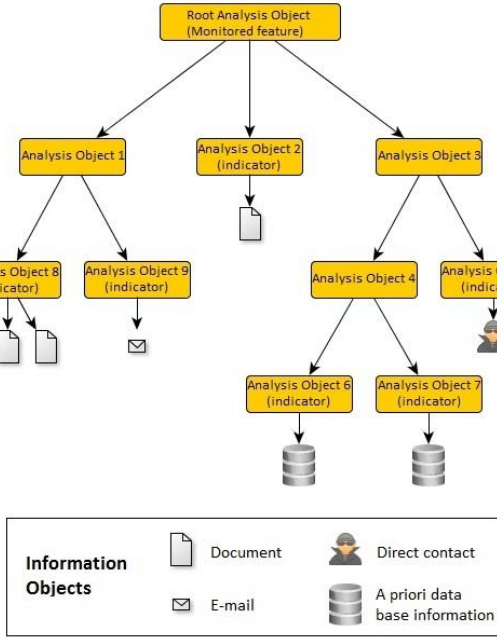 Root Analysis Object
(Monitored feature)
Analysis Object 1
Analysis Object 2
(indicator)
Analysis Object 3
Object 8
Analysis Object 9
(indicator)
Analysis Object 4
Analysis
Analysis Object 6
(indicator)
Analysis Object 7
(indicator)
Information
Objects
Document
Direct contact
E-mail
A priori data
base information